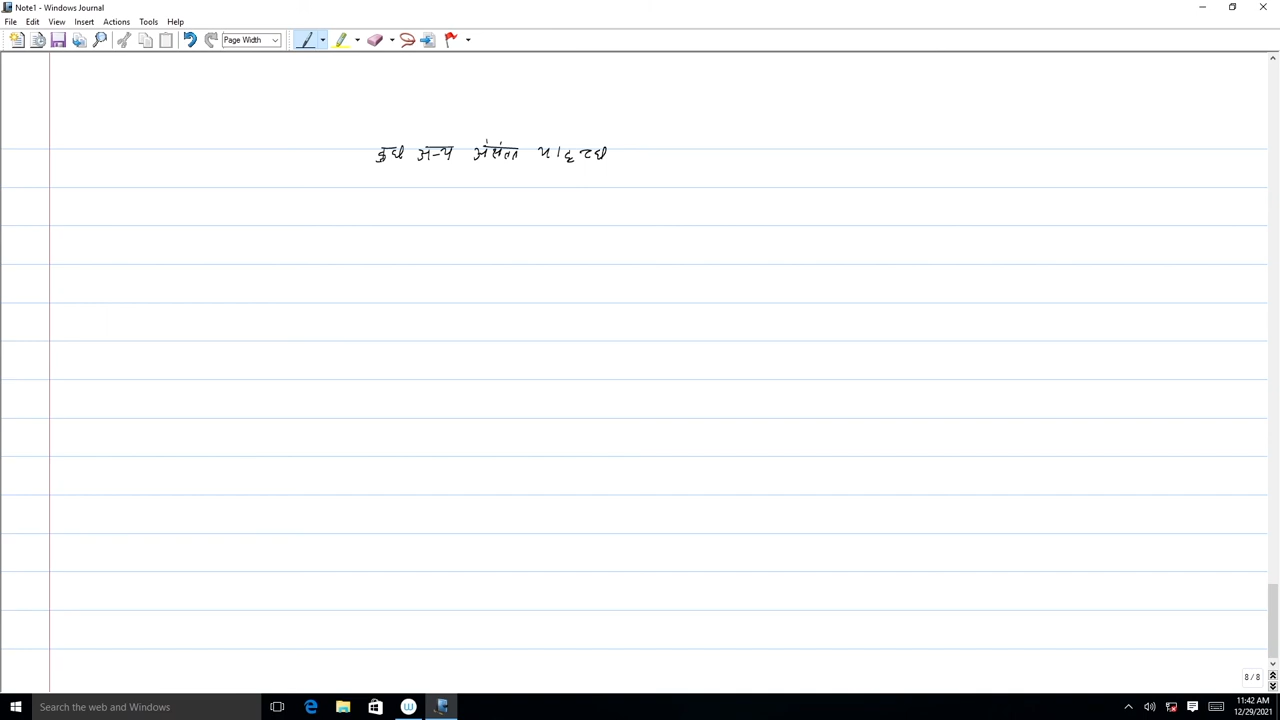 Note1 - Windows Journal
File Edit View Insert Actions Tools Help
Page Width
कुछ अन्य
8 / 8
Search the web and Windows
11:42 AM
12/29/2021